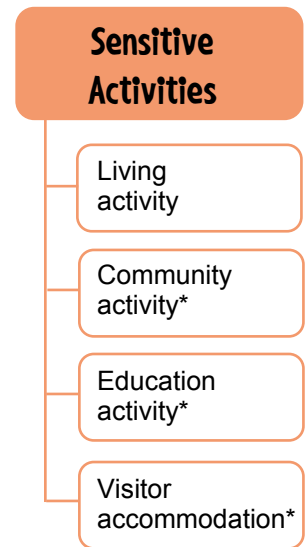 Sensitive
Activities
Living
activity
Community
activity*
Education
activity*
Visitor
accommodation*